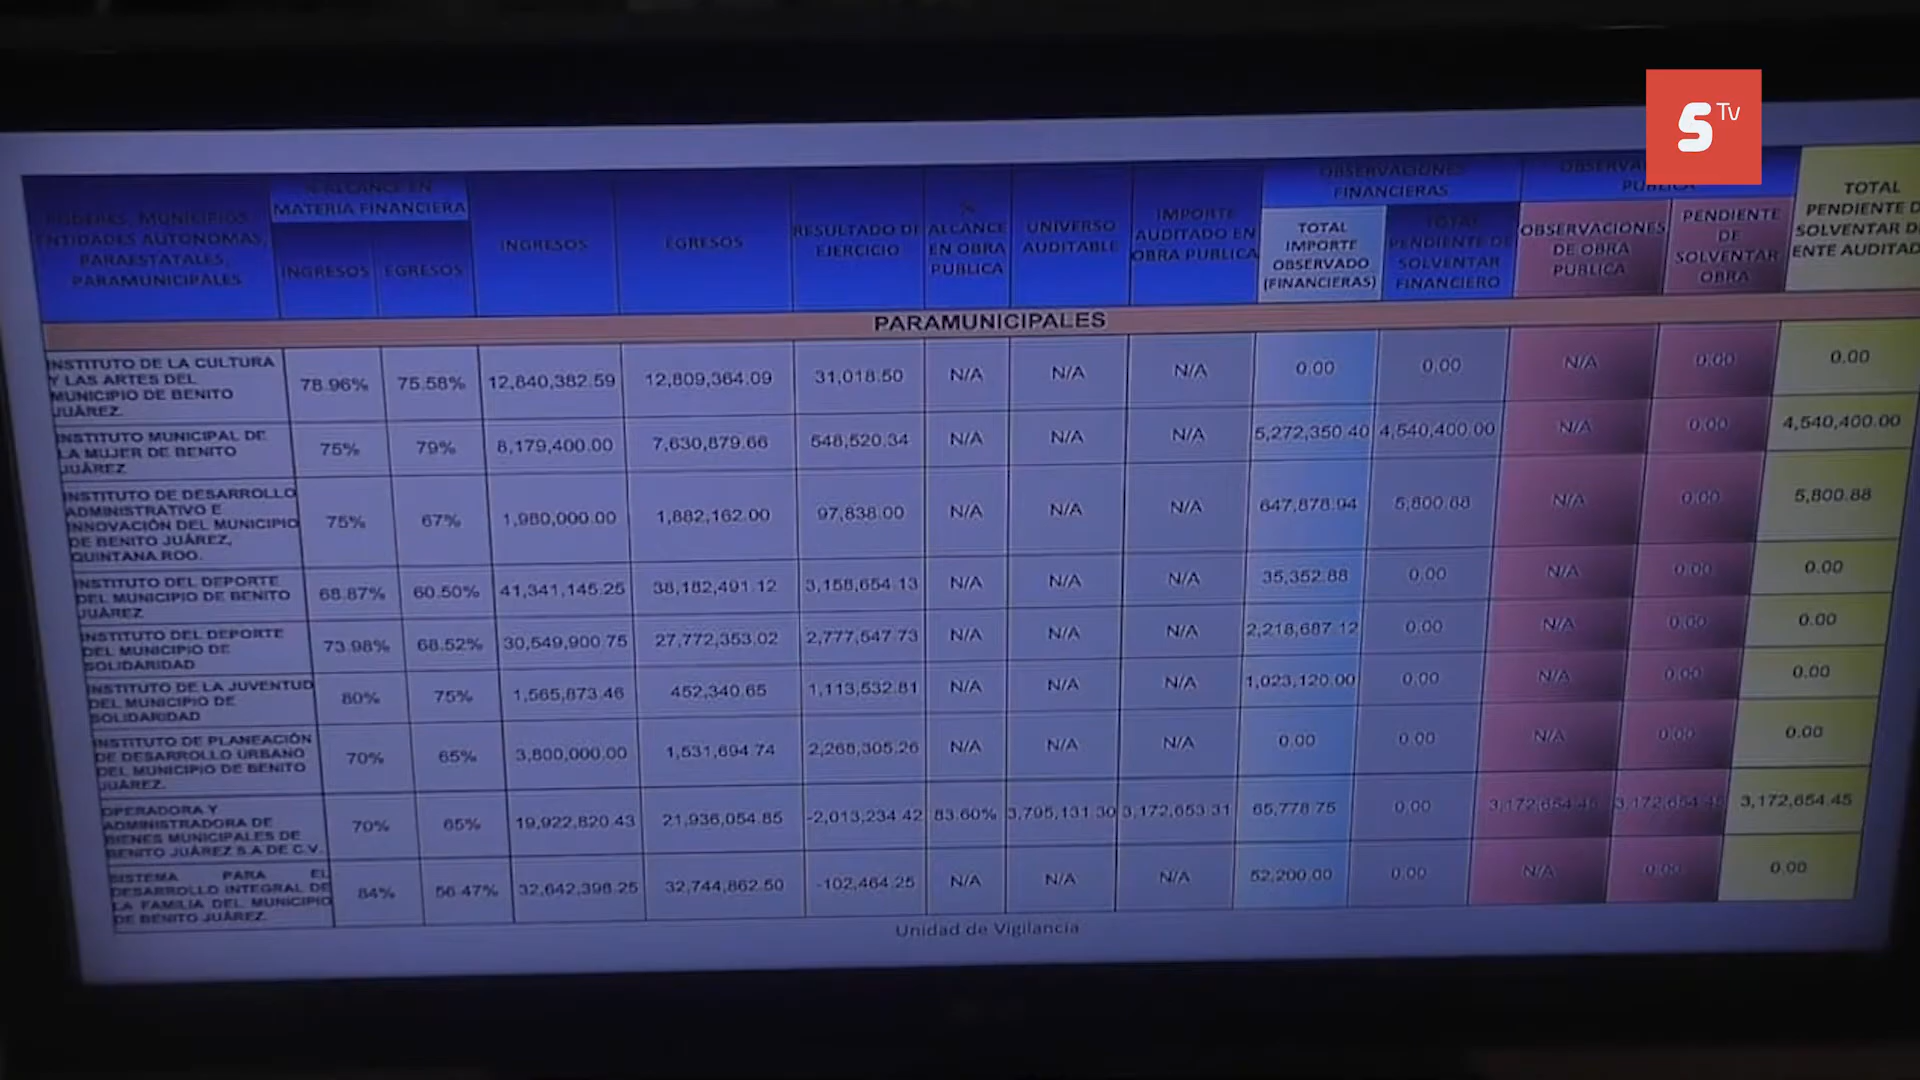 S Tv
PODERES, MUNICIPIOS,
ENTIDADES AUTONOMAS,
PARAESTATALES,
PARAMUNICIPALES
% ALCANCE EN
MATERIA FINANCIERA
INGRESOS EGRESOS
INGRESOS
EGRESOS
RESULTADO DE
EJERCICIO
%
ALCANCE
EN OBRA
PUBLICA
UNIVERSO
AUDITABLE
IMPORTE
AUDITADO EN
OBRA PUBLICA
OBSERVACIONES
FINANCIERAS
TOTAL
IMPORTE
OBSERVADO
(FINANCIERAS)
TOTAL
PENDIENTE DE
SOLVENTAR
FINANCIERO
PUBLICA
OBSERVACIONES
DE OBRA
PUBLICA
PENDIENTE
DE
SOLVENTAR
OBRA
TOTAL
PENDIENTE D
SOLVENTAR D
ENTE AUDITAD
PARAMUNICIPALES
INSTITUTO DE LA CULTURA
Y LAS ARTES DEL
MUNICIPIO DE BENITO
JUÁREZ.
78.96% 75.58% 12,840,382.59 12,809,364.09 31,018.50 N/A N/A N/A 0.00 0.00 N/A 0.00 0.00
INSTITUTO MUNICIPAL DE
LA MUJER DE BENITO
JUÁREZ
75% 79% 8,179,400.00 7,630,879.66 548,520.34 N/A N/A N/A 5,272,350.40 4,540,400.00 N/A 0.00 4,540,400.00
INSTITUTO DE DESARROLLO
ADMINISTRATIVO E
INNOVACIÓN DEL MUNICIPIO
DE BENITO JUÁREZ,
QUINTANA ROO.
75% 67% 1,980,000.00 1,882,162.00 97,838.00 N/A N/A N/A 647,878.94 5,800.88 N/A 0.00 5,800.88
INSTITUTO DEL DEPORTE
DEL MUNICIPIO DE BENITO
JUÁREZ
68.87% 60.50% 41,341,145.25 38,182,491.12 3,158,654.13 N/A N/A N/A 35,352.88 0.00 N/A 0.00 0.00
INSTITUTO DEL DEPORTE
DEL MUNICIPIO DE
SOLIDARIDAD
73.98% 68.52% 30,549,900.75 27,772,353.02 2,777,547.73 N/A N/A N/A 2,218,687.12 0.00 N/A 0.00 0.00
INSTITUTO DE LA JUVENTUD
DEL MUNICIPIO DE
SOLIDARIDAD
80% 75% 1,565,873.46 452,340.65 1,113,532.81 N/A N/A N/A 1,023,120.00 0.00 N/A 0.00 0.00
INSTITUTO DE PLANEACIÓN
DE DESARROLLO URBANO
DEL MUNICIPIO DE BENITO
JUÁREZ.
70% 65% 3,800,000.00 1,531,694.74 2,268,305.26 N/A N/A N/A 0.00 0.00 N/A 0.00 0.00
OPERADORA Y
ADMINISTRADORA DE
BIENES MUNICIPALES DE
BENITO JUÁREZ S.A DE C.V.
70% 65% 19,922,820.43 21,936,054.85 -2,013,234.42 83.60% 3,795,131.30 3,172,653.31 65,778.75 0.00 3,172,654.45 3,172,654.45 3,172,654.45
SISTEMA PARA EL
DESARROLLO INTEGRAL DE
LA FAMILIA DEL MUNICIPIO
DE BENITO JUÁREZ.
84% 56.47% 32,642,398.25 32,744,862.50 -102,464.25 N/A N/A N/A 52,200.00 0.00 N/A 0.00 0.00
Unidad de Vigilancia